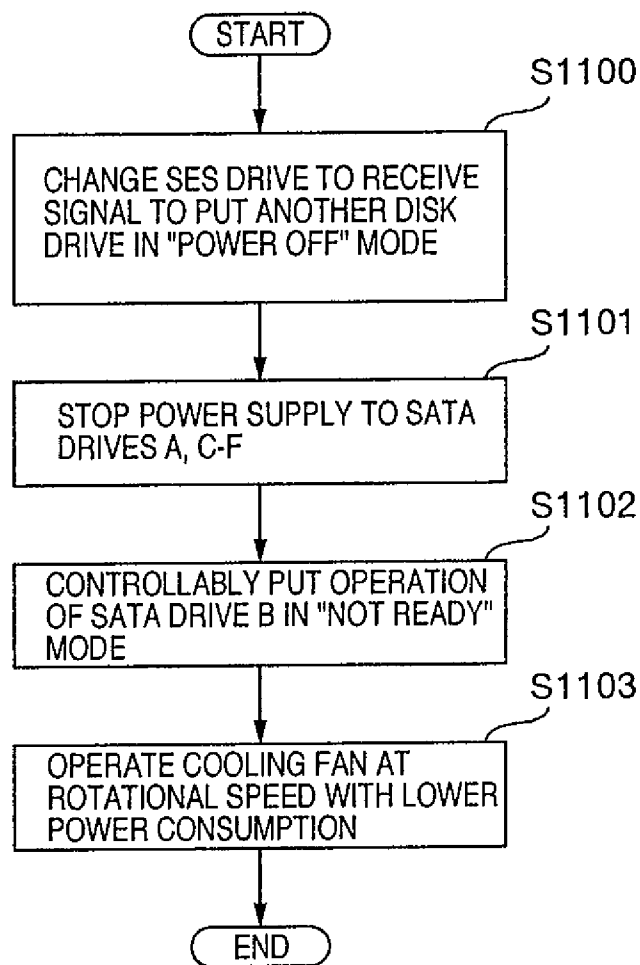 START
S1100
CHANGE SES DRIVE TO RECEIVE
SIGNAL TO PUT ANOTHER DISK
DRIVE IN "POWER OFF" MODE
S1101
STOP POWER SUPPLY TO SATA
DRIVES A, C-F
S1102
CONTROLLABLY PUT OPERATION
OF SATA DRIVE B IN "NOT READY"
MODE
S1103
OPERATE COOLING FAN AT
ROTATIONAL SPEED WITH LOWER
POWER CONSUMPTION
END